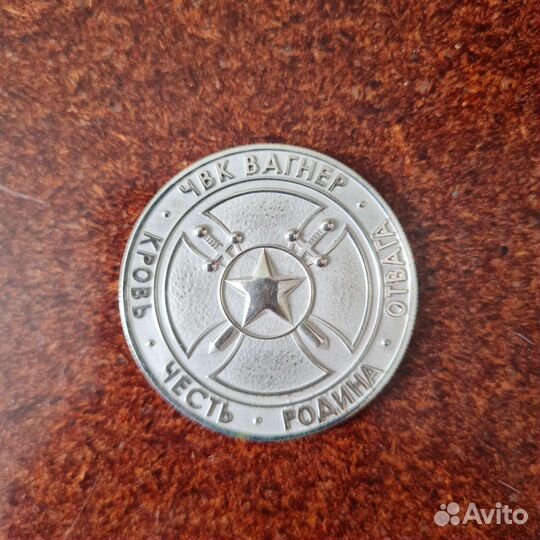 ЧВК ВАГНЕР · ОТВАГА · РОДИНА · ЧЕСТЬ · КРОВЬ ·
Avito